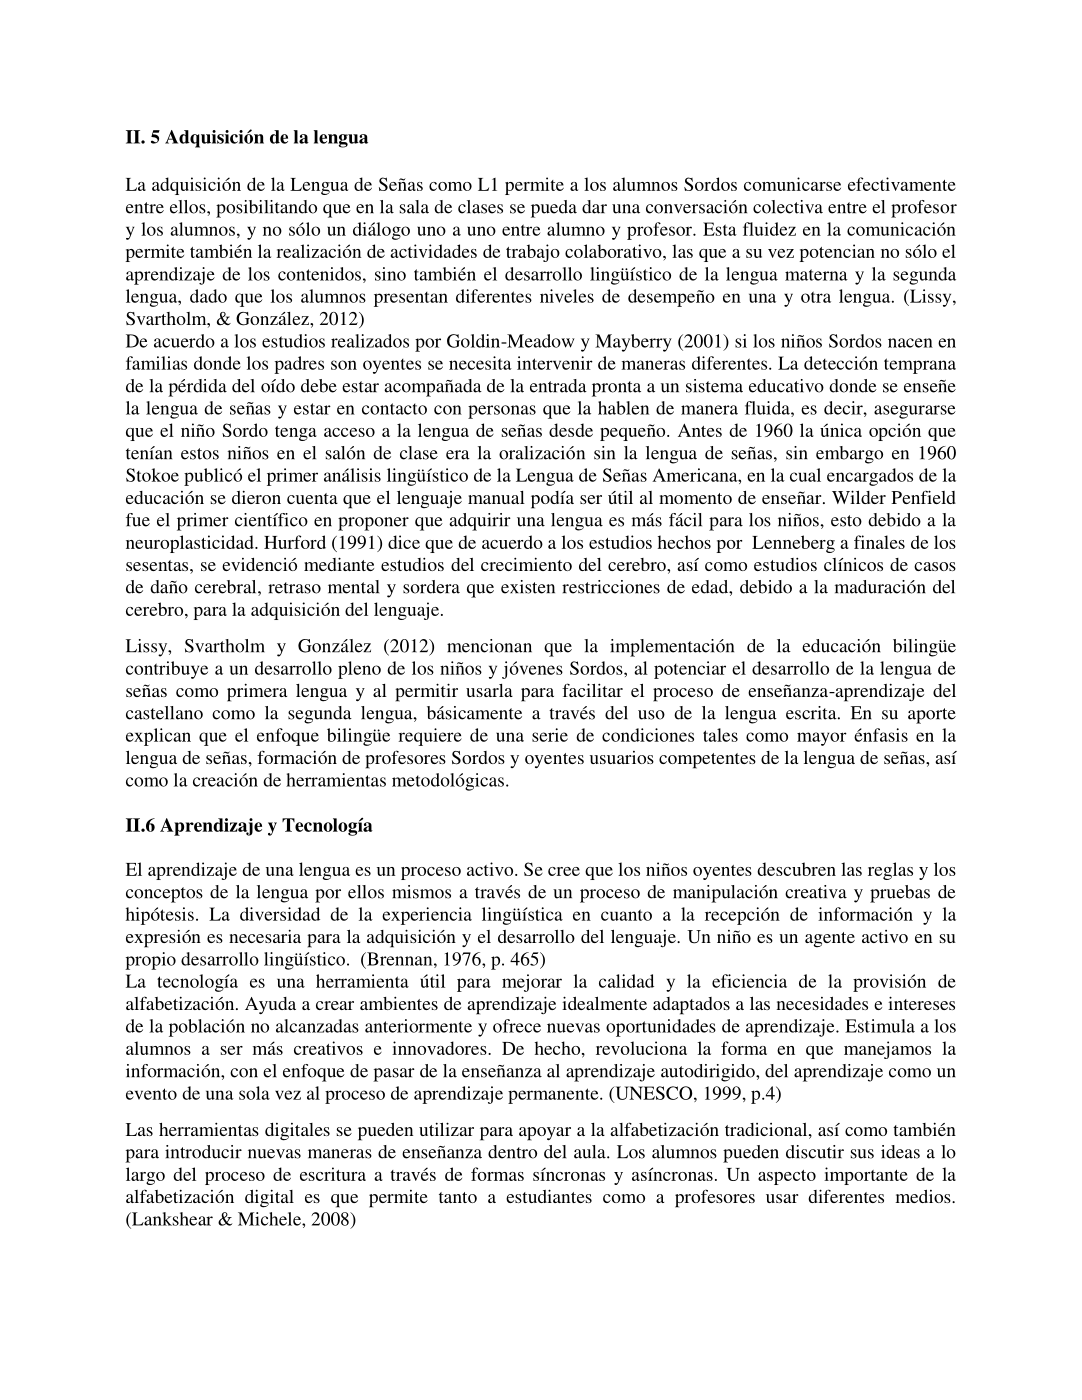 II. 5 Adquisición de la lengua
La adquisición de la Lengua de Señas como L1 permite a los alumnos Sordos comunicarse efectivamente
entre ellos, posibilitando que en la sala de clases se pueda dar una conversación colectiva entre el profesor
y los alumnos, y no sólo un diálogo uno a uno entre alumno y profesor. Esta fluidez en la comunicación
permite también la realización de actividades de trabajo colaborativo, las que a su vez potencian no sólo el
aprendizaje de los contenidos, sino también el desarrollo lingüístico de la lengua materna y la segunda
lengua, dado que los alumnos presentan diferentes niveles de desempeño en una y otra lengua. (Lissy,
Svartholm, & González, 2012)
De acuerdo a los estudios realizados por Goldin-Meadow y Mayberry (2001) si los niños Sordos nacen en
familias donde los padres son oyentes se necesita intervenir de maneras diferentes. La detección temprana
de la pérdida del oído debe estar acompañada de la entrada pronta a un sistema educativo donde se enseñe
la lengua de señas y estar en contacto con personas que la hablen de manera fluida, es decir, asegurarse
que el niño Sordo tenga acceso a la lengua de señas desde pequeño. Antes de 1960 la única opción que
tenían estos niños en el salón de clase era la oralización sin la lengua de señas, sin embargo en 1960
Stokoe publicó el primer análisis lingüístico de la Lengua de Señas Americana, en la cual encargados de la
educación se dieron cuenta que el lenguaje manual podía ser útil al momento de enseñar. Wilder Penfield
fue el primer científico en proponer que adquirir una lengua es más fácil para los niños, esto debido a la
neuroplasticidad. Hurford (1991) dice que de acuerdo a los estudios hechos por  Lenneberg a finales de los
sesentas, se evidenció mediante estudios del crecimiento del cerebro, así como estudios clínicos de casos
de daño cerebral, retraso mental y sordera que existen restricciones de edad, debido a la maduración del
cerebro, para la adquisición del lenguaje.
Lissy, Svartholm y González (2012) mencionan que la implementación de la educación bilingüe
contribuye a un desarrollo pleno de los niños y jóvenes Sordos, al potenciar el desarrollo de la lengua de
señas como primera lengua y al permitir usarla para facilitar el proceso de enseñanza-aprendizaje del
castellano como la segunda lengua, básicamente a través del uso de la lengua escrita. En su aporte
explican que el enfoque bilingüe requiere de una serie de condiciones tales como mayor énfasis en la
lengua de señas, formación de profesores Sordos y oyentes usuarios competentes de la lengua de señas, así
como la creación de herramientas metodológicas.
II.6 Aprendizaje y Tecnología
El aprendizaje de una lengua es un proceso activo. Se cree que los niños oyentes descubren las reglas y los
conceptos de la lengua por ellos mismos a través de un proceso de manipulación creativa y pruebas de
hipótesis. La diversidad de la experiencia lingüística en cuanto a la recepción de información y la
expresión es necesaria para la adquisición y el desarrollo del lenguaje. Un niño es un agente activo en su
propio desarrollo lingüístico.  (Brennan, 1976, p. 465)
La tecnología es una herramienta útil para mejorar la calidad y la eficiencia de la provisión de
alfabetización. Ayuda a crear ambientes de aprendizaje idealmente adaptados a las necesidades e intereses
de la población no alcanzadas anteriormente y ofrece nuevas oportunidades de aprendizaje. Estimula a los
alumnos a ser más creativos e innovadores. De hecho, revoluciona la forma en que manejamos la
información, con el enfoque de pasar de la enseñanza al aprendizaje autodirigido, del aprendizaje como un
evento de una sola vez al proceso de aprendizaje permanente. (UNESCO, 1999, p.4)
Las herramientas digitales se pueden utilizar para apoyar a la alfabetización tradicional, así como también
para introducir nuevas maneras de enseñanza dentro del aula. Los alumnos pueden discutir sus ideas a lo
largo del proceso de escritura a través de formas síncronas y asíncronas. Un aspecto importante de la
alfabetización digital es que permite tanto a estudiantes como a profesores usar diferentes medios.
(Lankshear & Michele, 2008)